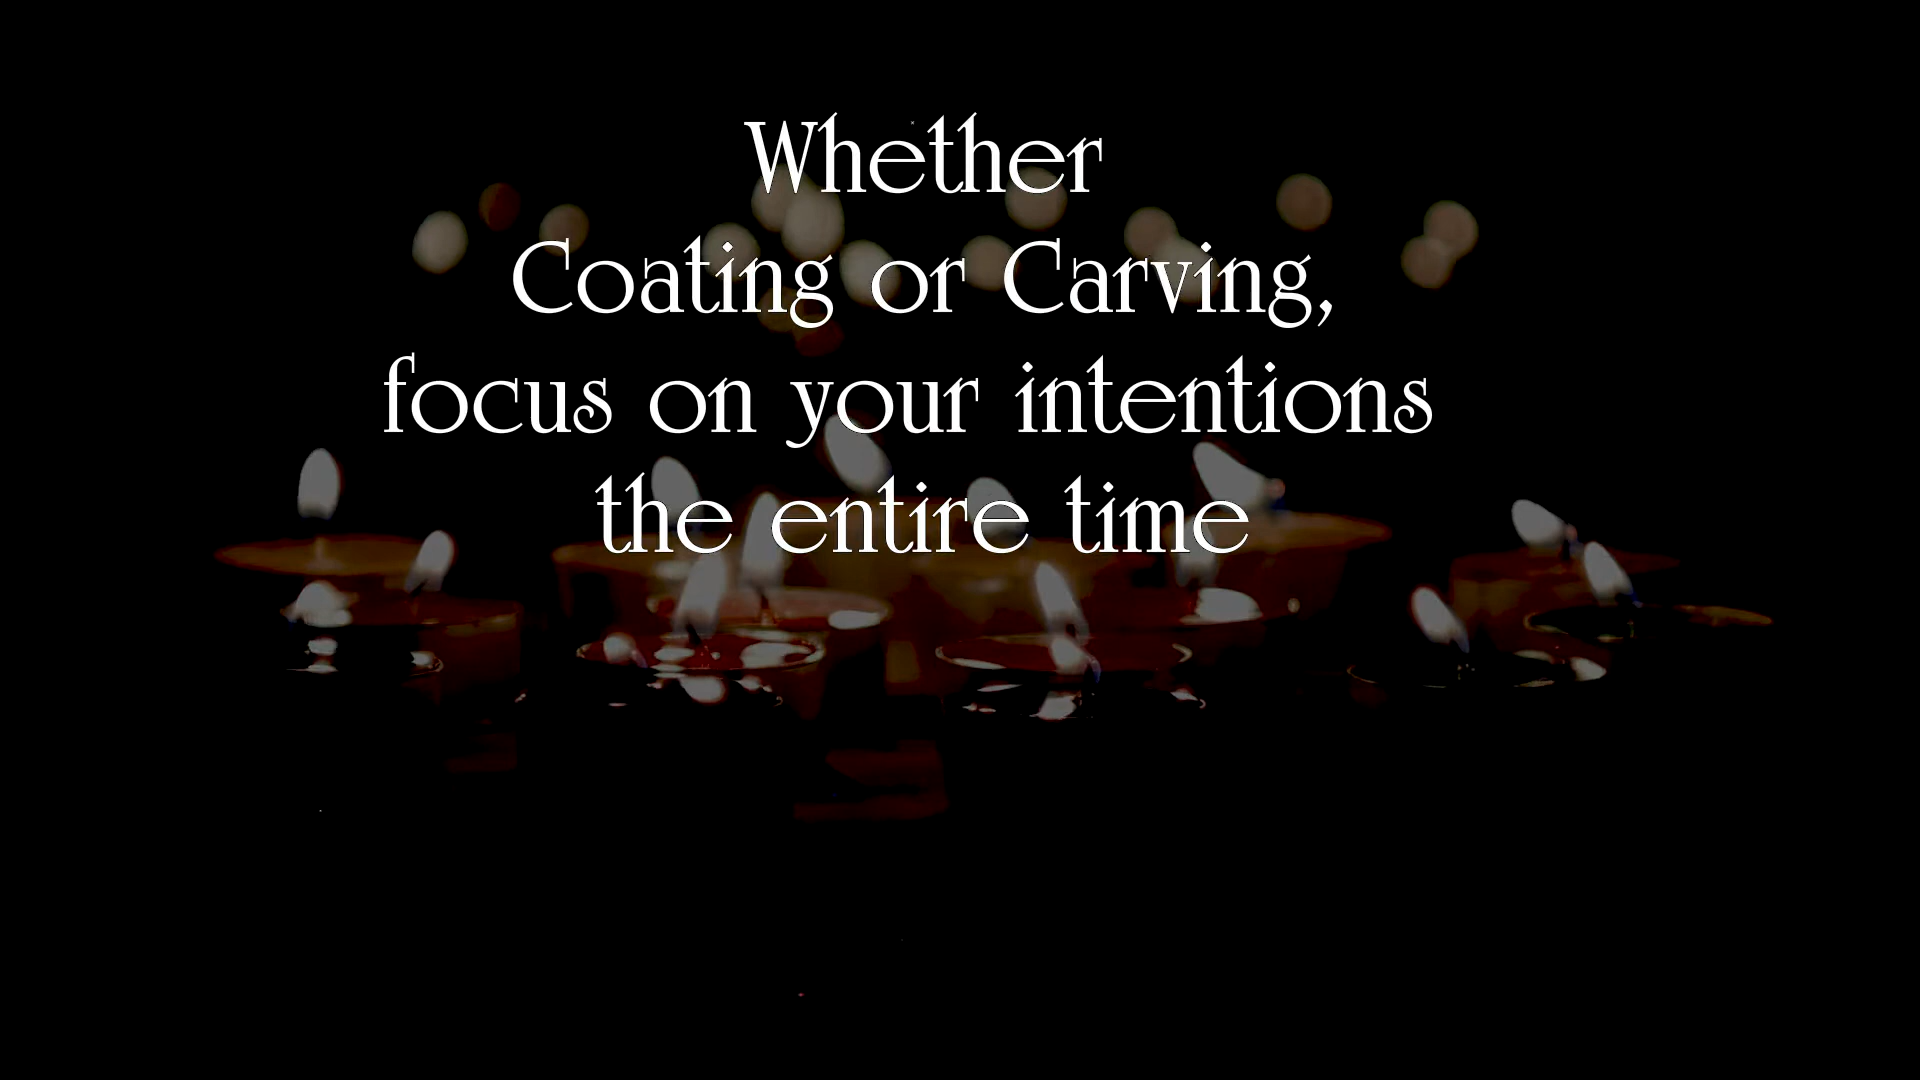 Whether
Coating or Carving,
focus on your intentions
the entire time